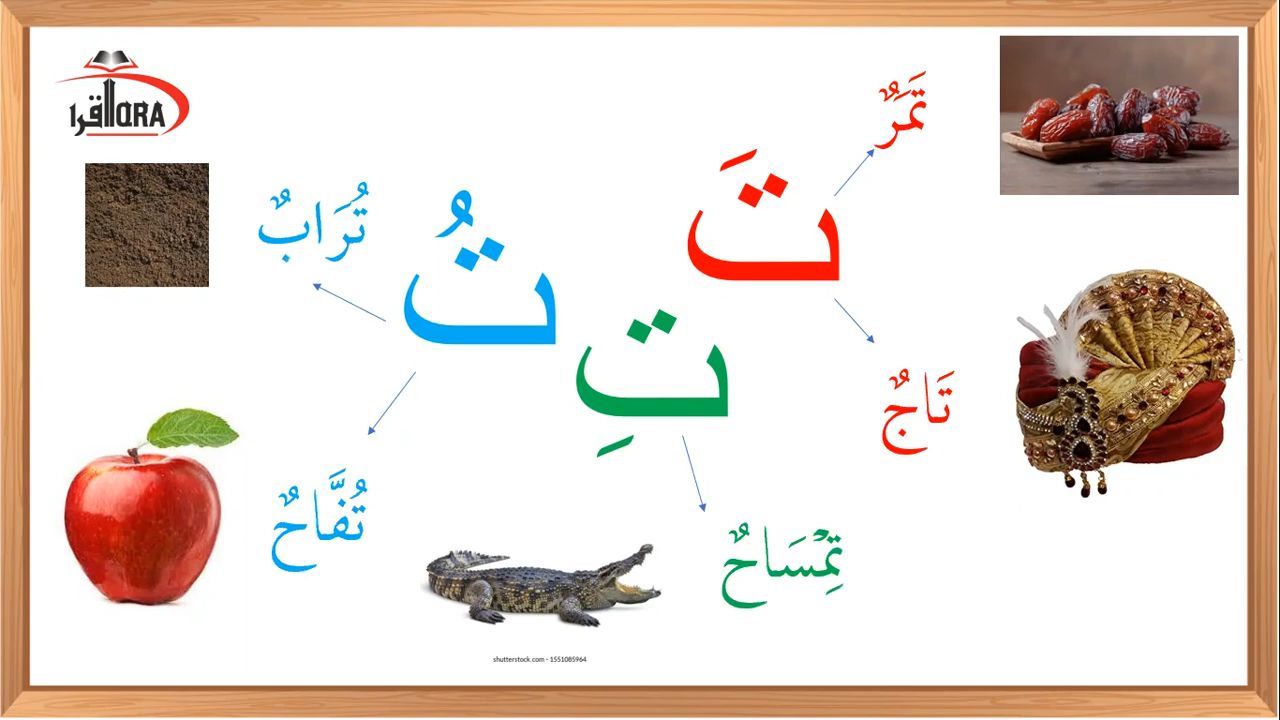 اقرا IQRA
تَمَرٌ
تَ
تُرَابٌ
تُ
تِ
تَاجٌ
تُفَّاحٌ
تِمْسَاحٌ
shutterstock.com · 1551085964